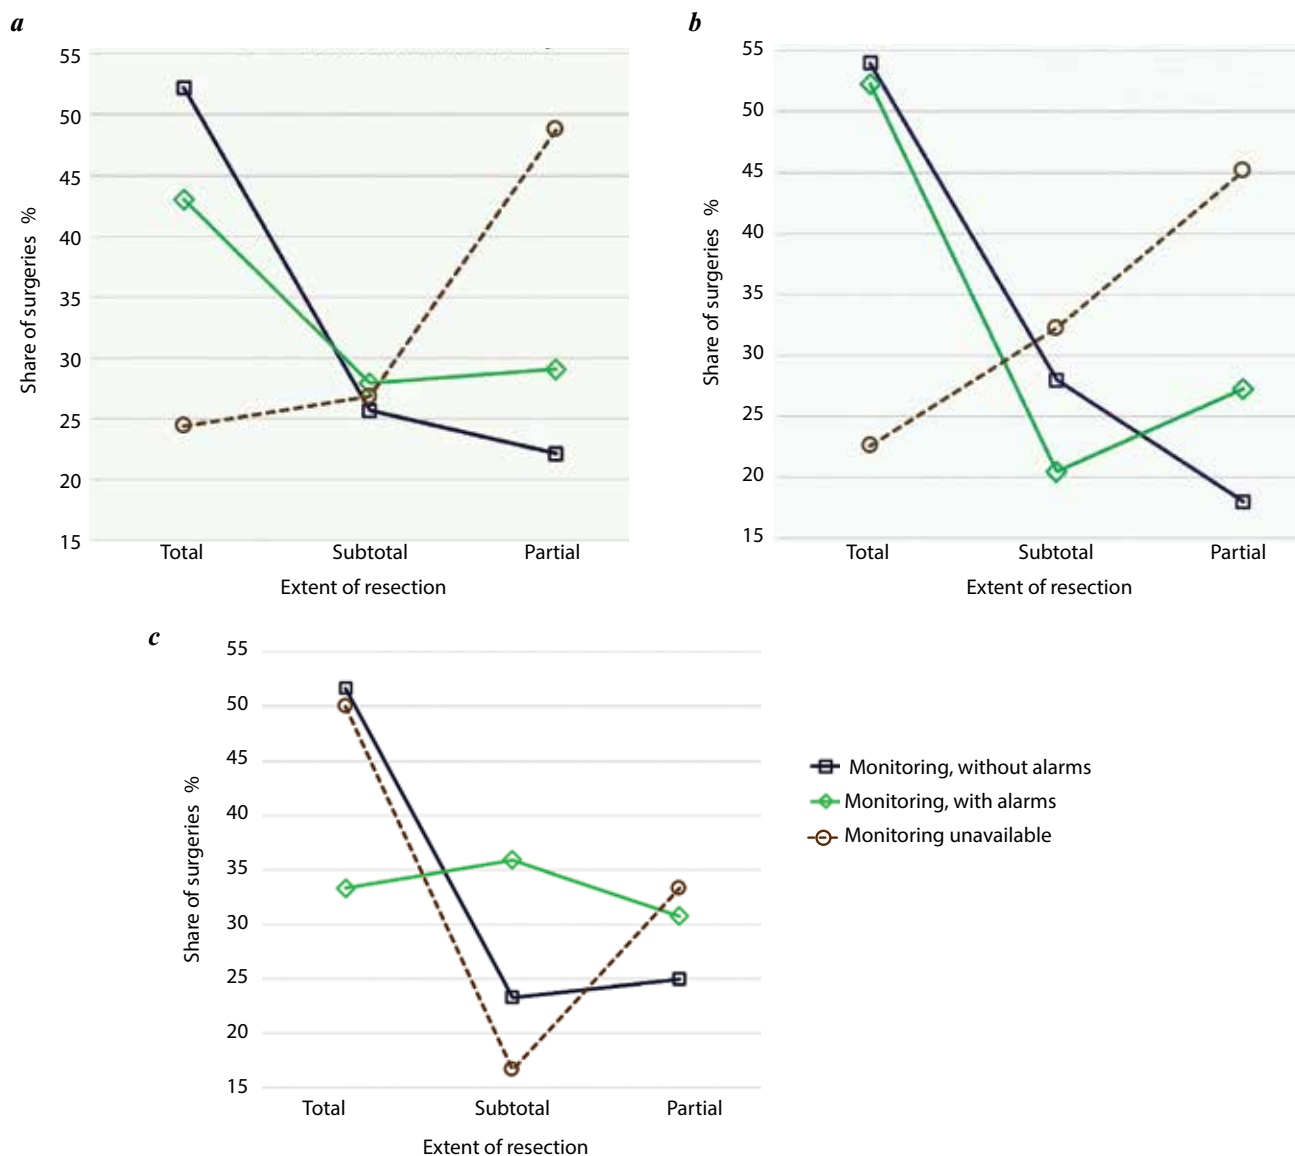 a
55
50
45
40
35
30
25
20
15
Share of surgeries %
Total Subtotal Partial
Extent of resection
b
55
50
45
40
35
30
25
20
15
Share of surgeries %
Total Subtotal Partial
Extent of resection
c
55
50
45
40
35
30
25
20
15
Share of surgeries %
Total Subtotal Partial
Extent of resection
Monitoring, without alarms
Monitoring, with alarms
Monitoring unavailable